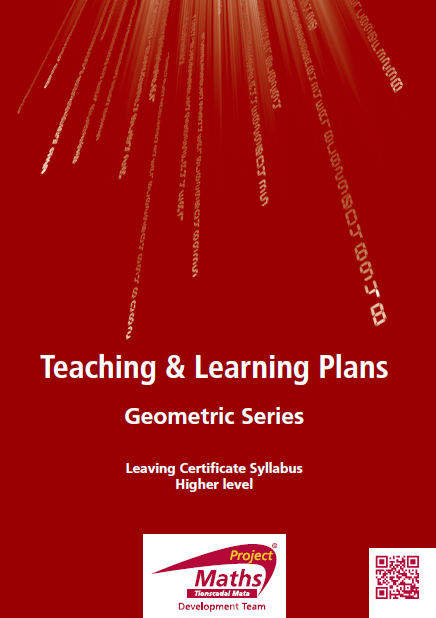 Teaching & Learning Plans
Geometric Series
Leaving Certificate Syllabus
Higher level
Project
Maths
Tionscadal Mata
Development Team